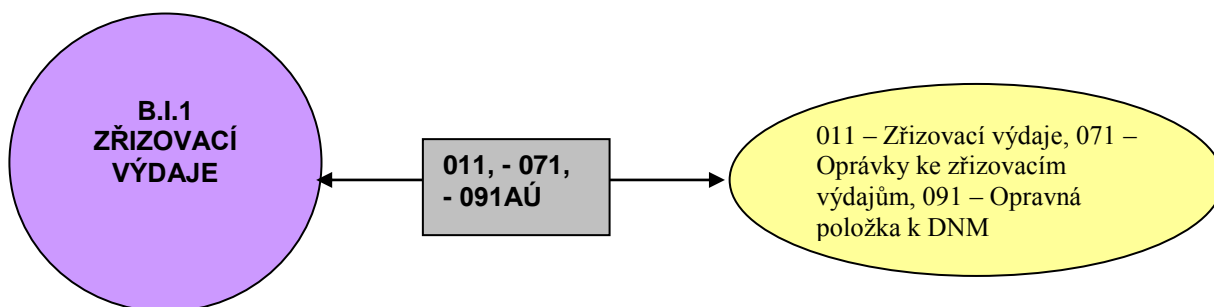 B.I.1
ZŘIZOVACÍ
VÝDAJE
011, - 071,
- 091AÚ
011 – Zřizovací výdaje, 071 –
Oprávky ke zřizovacím
výdajům, 091 – Opravná
položka k DNM